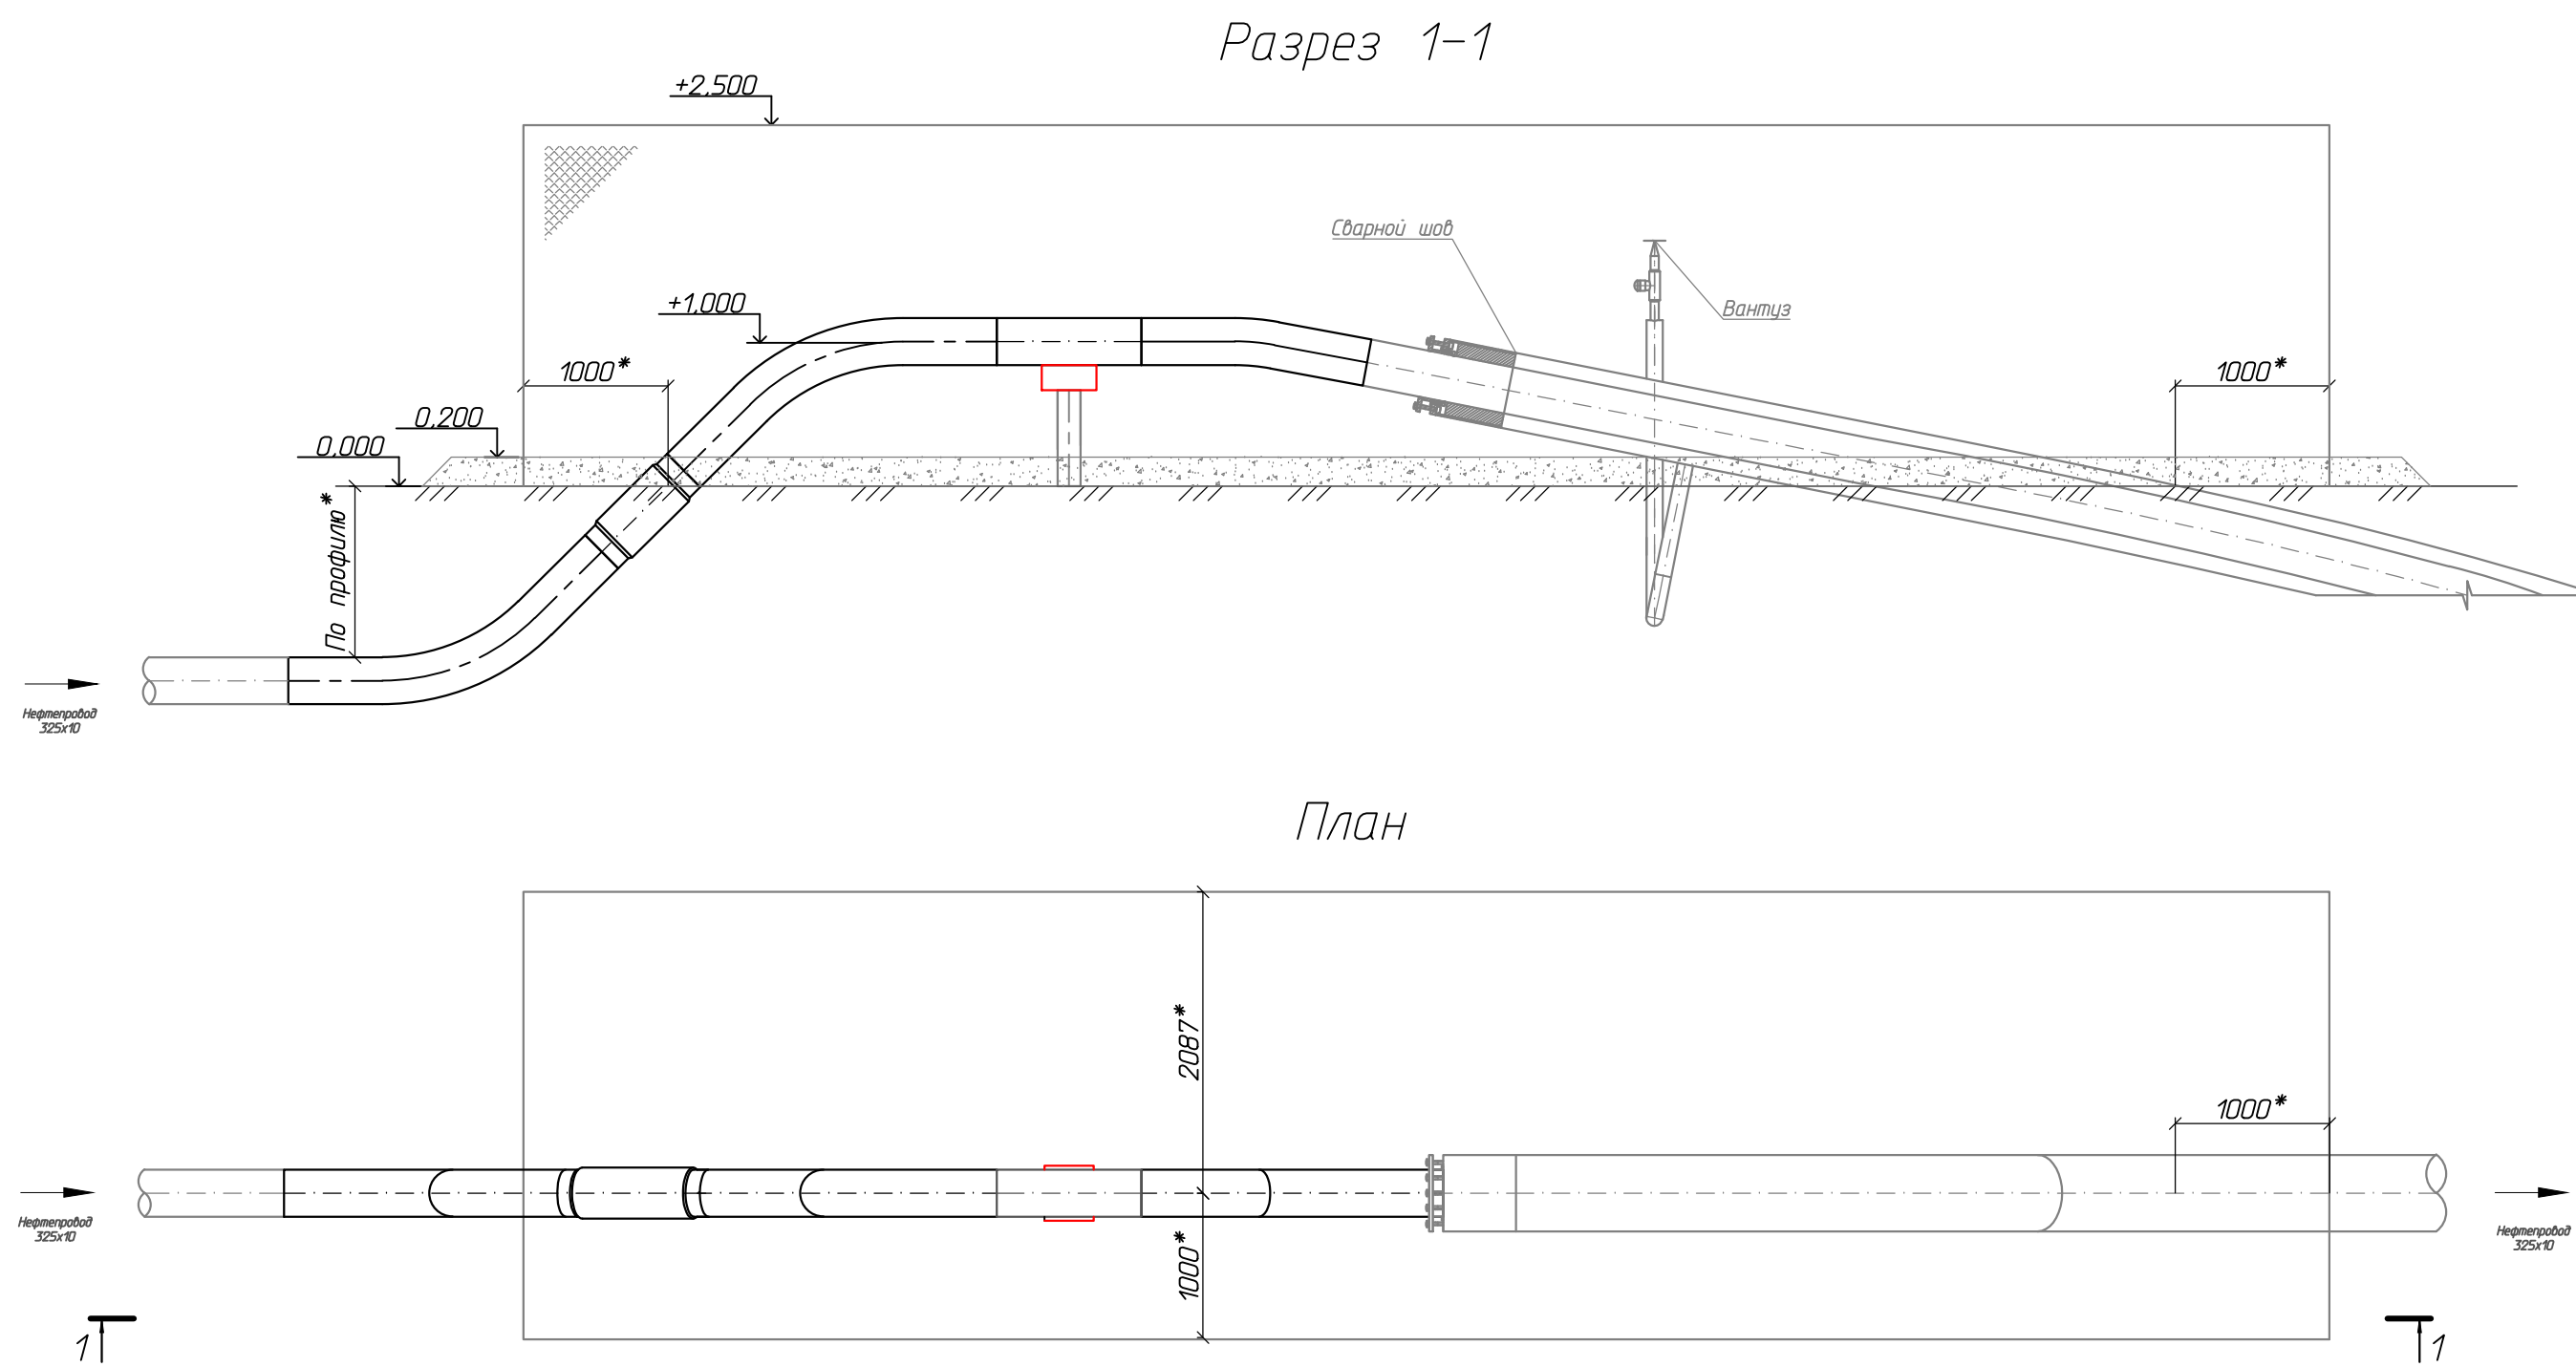 Разрез 1-1
+2,500
Сварной шов
+1,000
Вантуз
1000*
1000*
0,200
0,000
По профилю*
Нефтепровод
325х10
План
2087*
1000*
1000*
Нефтепровод
325х10
Нефтепровод
325х10
1
1